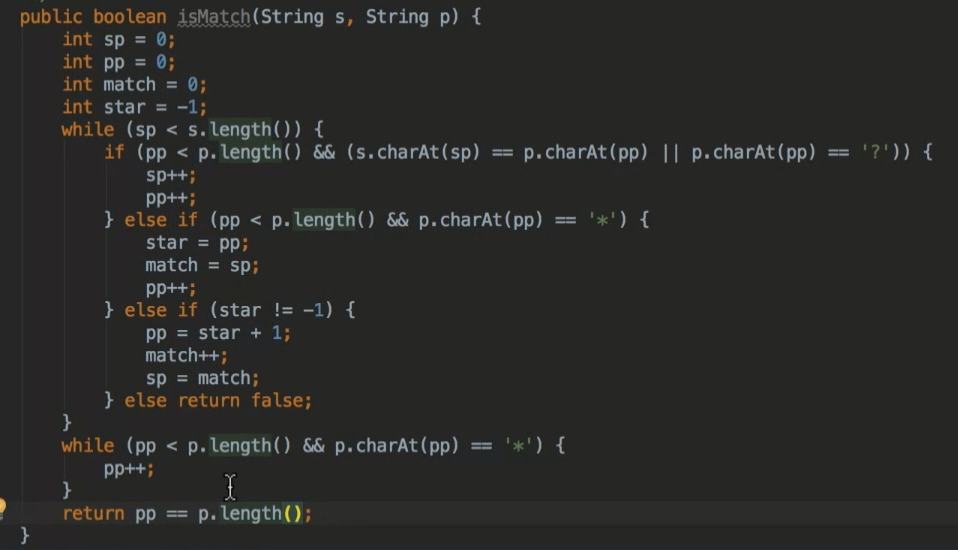 public boolean isMatch(String s, String p) {
    int sp = 0;
    int pp = 0;
    int match = 0;
    int star = -1;
    while (sp < s.length()) {
        if (pp < p.length() && (s.charAt(sp) == p.charAt(pp) || p.charAt(pp) == '?')) {
            sp++;
            pp++;
        } else if (pp < p.length() && p.charAt(pp) == '*') {
            star = pp;
            match = sp;
            pp++;
        } else if (star != -1) {
            pp = star + 1;
            match++;
            sp = match;
        } else return false;
    }
    while (pp < p.length() && p.charAt(pp) == '*') {
        pp++;
    }
    return pp == p.length();
}